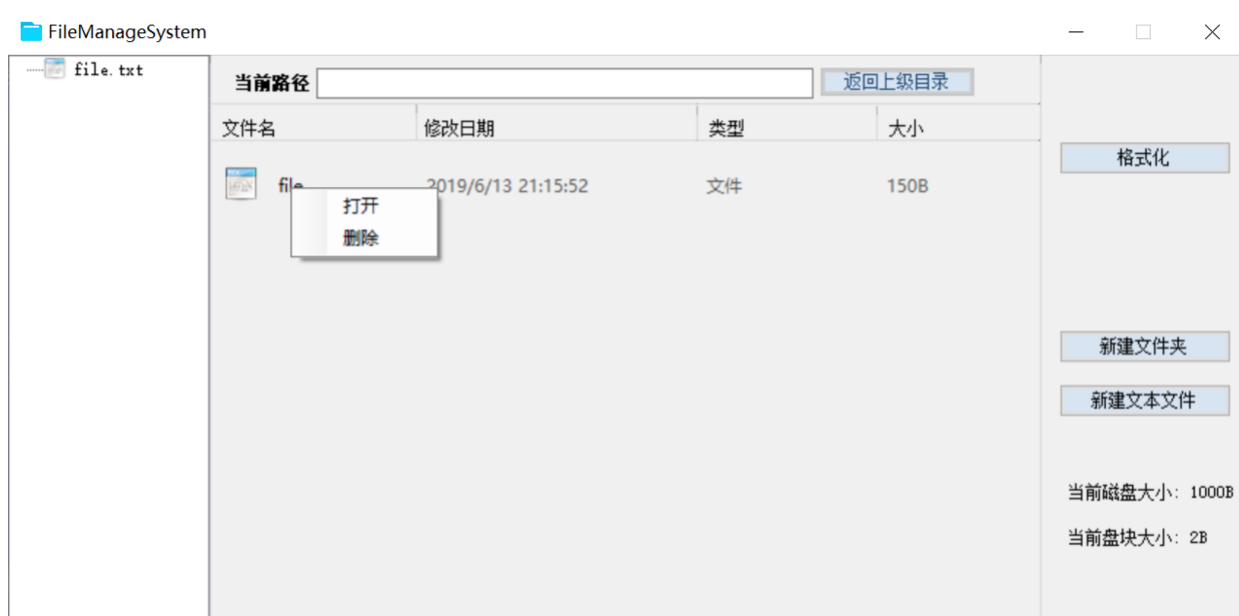 FileManageSystem
file.txt
当前路径
返回上级目录
文件名 修改日期 类型 大小
file 2019/6/13 21:15:52 文件 150B
打开
删除
格式化
新建文件夹
新建文本文件
当前磁盘大小: 1000B
当前盘块大小: 2B